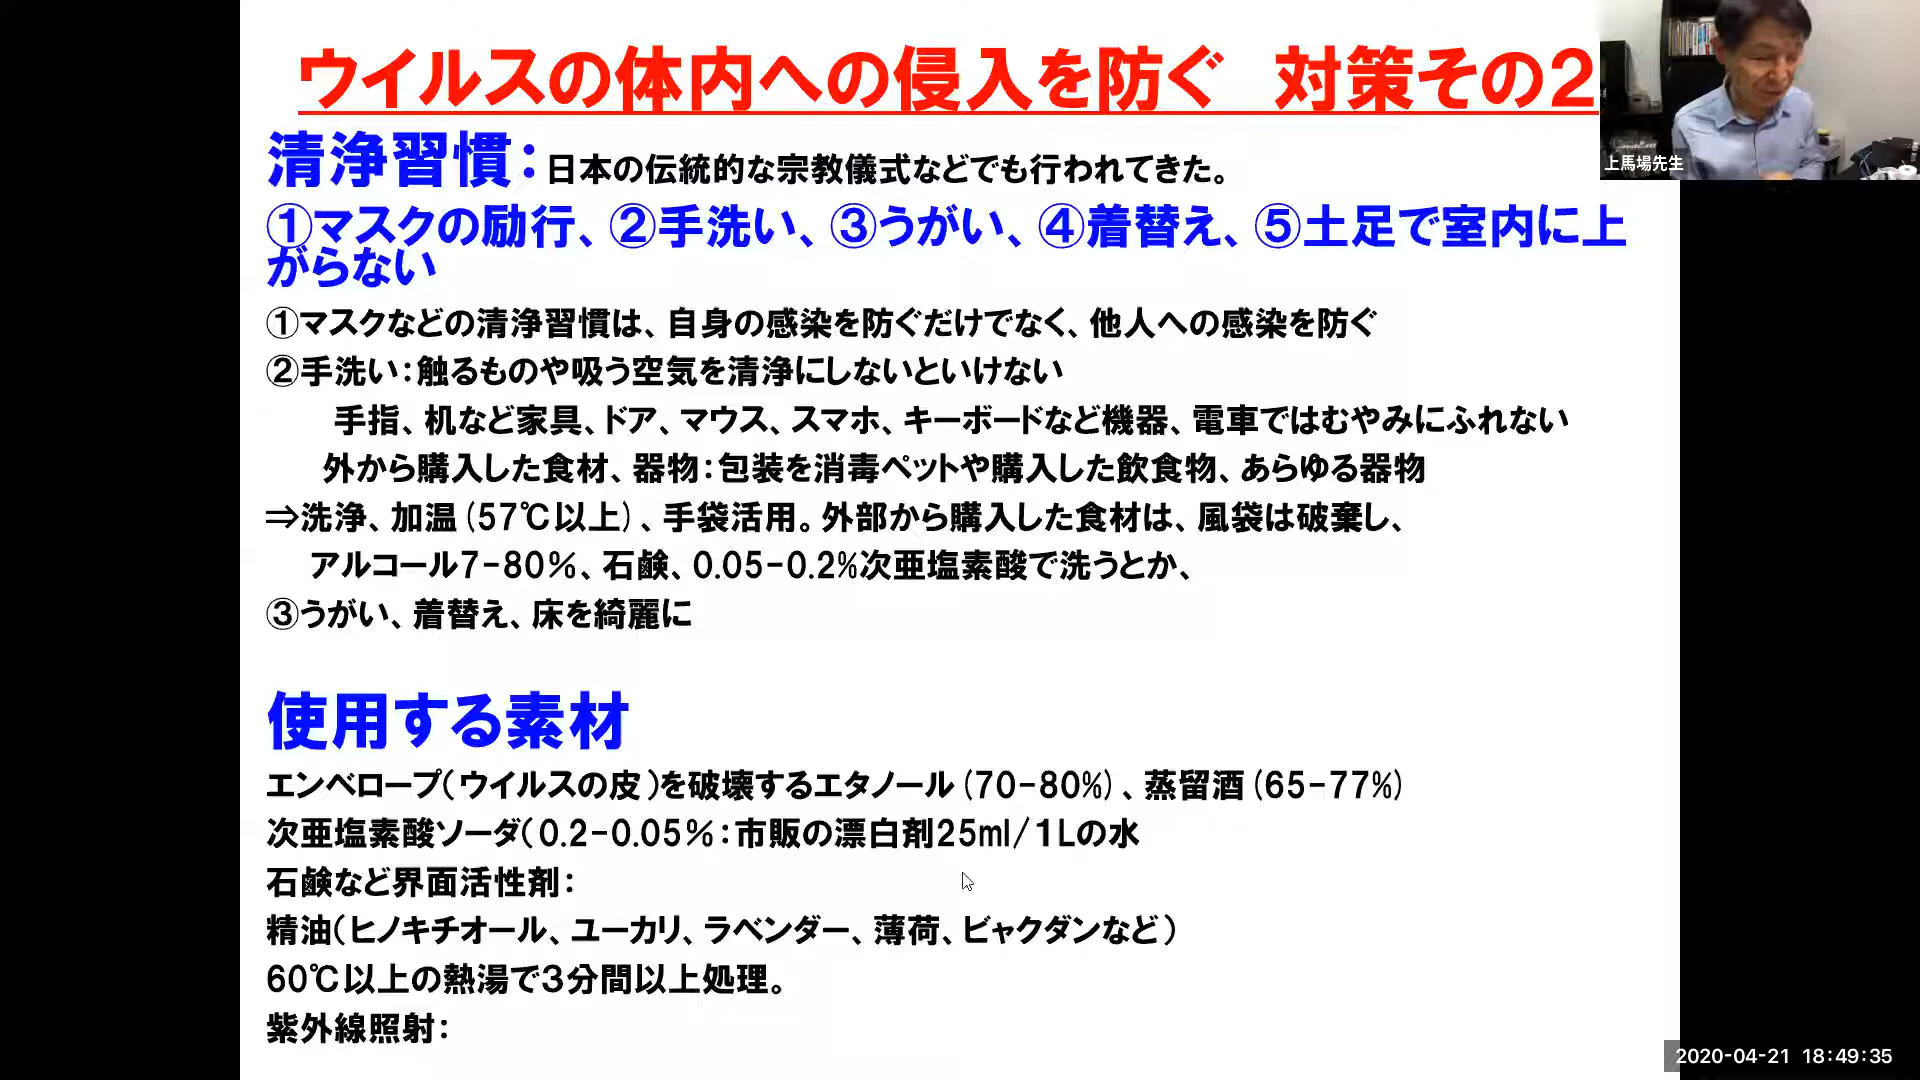 ウイルスの体内への侵入を防ぐ　対策その2
上馬場先生
清浄習慣：日本の伝統的な宗教儀式などでも行われてきた。
①マスクの励行、②手洗い、③うがい、④着替え、⑤土足で室内に上
がらない
①マスクなどの清浄習慣は、自身の感染を防ぐだけでなく、他人への感染を防ぐ
②手洗い：触るものや吸う空気を清浄にしないといけない
手指、机など家具、ドア、マウス、スマホ、キーボードなど機器、電車ではむやみにふれない
外から購入した食材、器物：包装を消毒ペットや購入した飲食物、あらゆる器物
⇒洗浄、加温（57℃以上）、手袋活用。外部から購入した食材は、風袋は破棄し、
アルコール7-80％、石鹸、0.05-0.2%次亜塩素酸で洗うとか、
③うがい、着替え、床を綺麗に
使用する素材
エンベロープ（ウイルスの皮）を破壊するエタノール（70-80%）、蒸留酒（65-77%）
次亜塩素酸ソーダ（0.2-0.05％：市販の漂白剤25ml/1Lの水
石鹸など界面活性剤：
精油（ヒノキチオール、ユーカリ、ラベンダー、薄荷、ビャクダンなど）
60℃以上の熱湯で3分間以上処理。
紫外線照射：
2020-04-21 18:49:35